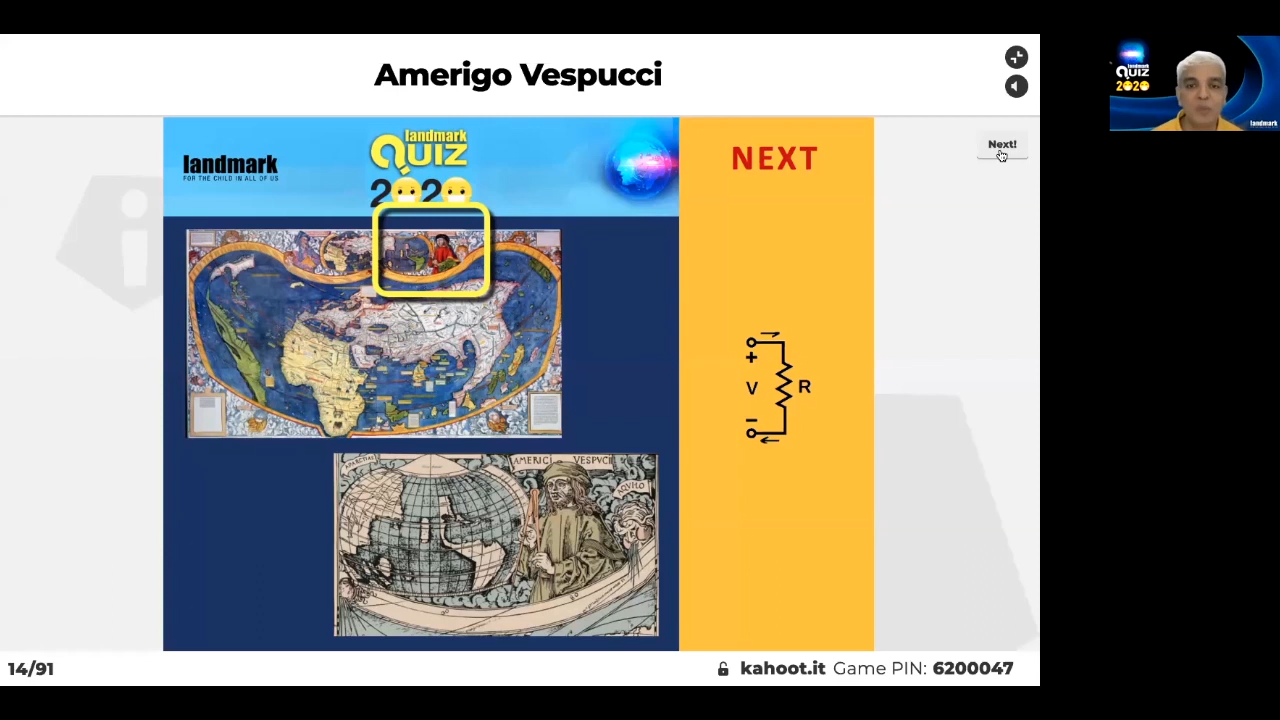 Amerigo Vespucci
landmark
FOR THE CHILD IN ALL OF US
landmark
QUIZ
2020
NEXT
+
V
R
−
AMERICI VESPUCI
Next!
landmark
QUIZ
2020
landmark
14/91
kahoot.it Game PIN: 6200047